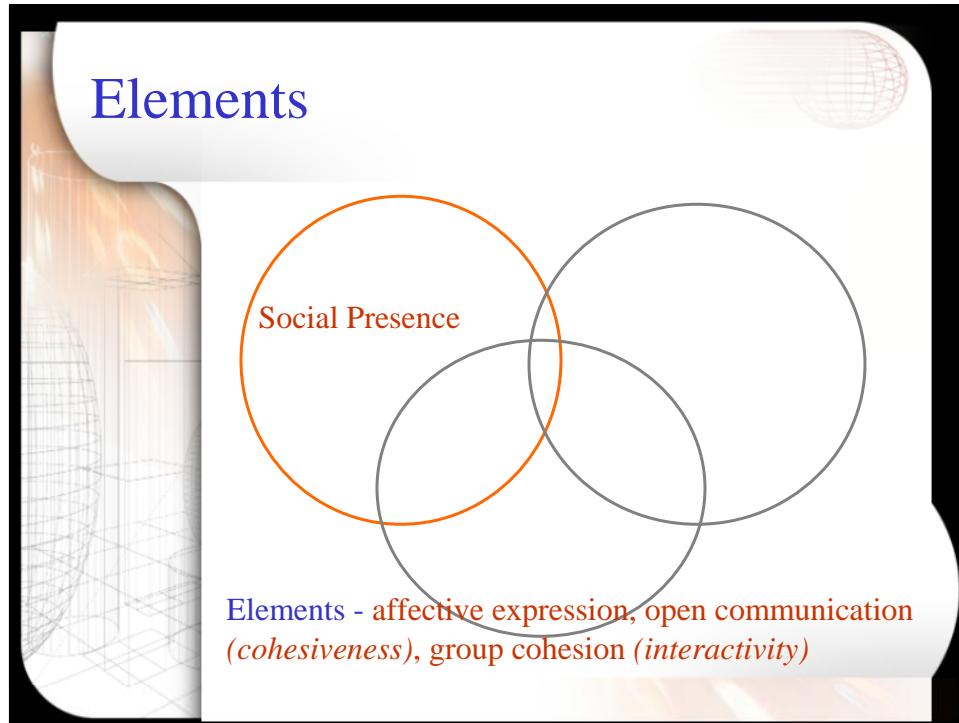 Elements
Social Presence
Elements - affective expression, open communication
(cohesiveness), group cohesion (interactivity)